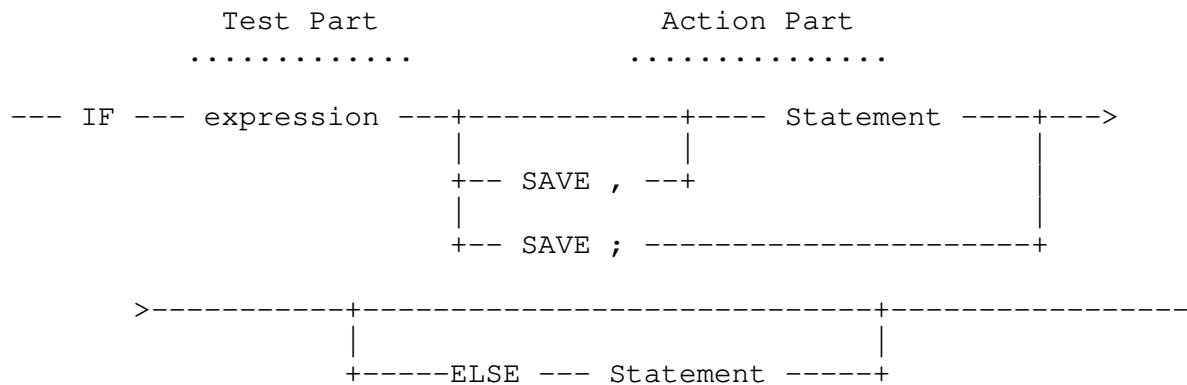 Test Part Action Part
............. ...............
--- IF --- expression ---+------------+---- Statement ----+--->
| | |
+-- SAVE , --+ |
| |
+-- SAVE ; ----------------------+
>-----------+-----------------------------+-----------------
| |
+-----ELSE --- Statement -----+